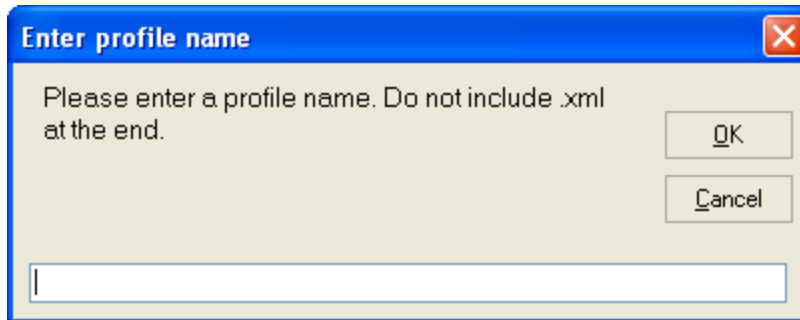 Enter profile name
Please enter a profile name. Do not include .xml
at the end.
OK
Cancel